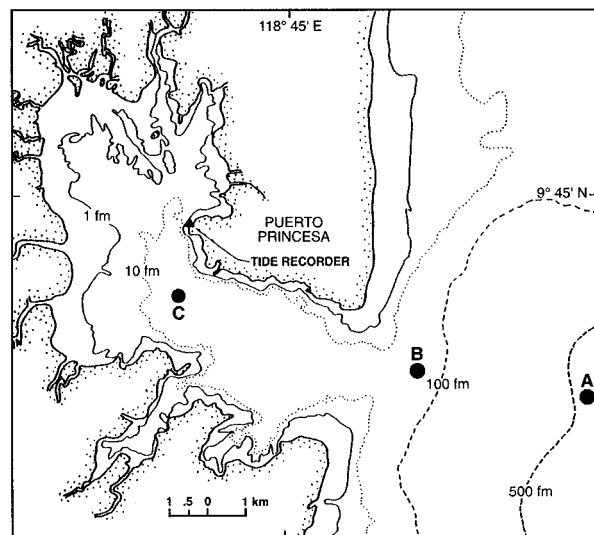 118° 45' E
9° 45' N
1 fm
PUERTO
PRINCESA
TIDE RECORDER
10 fm
C
B
100 fm
A
500 fm
1 .5 0 1 km